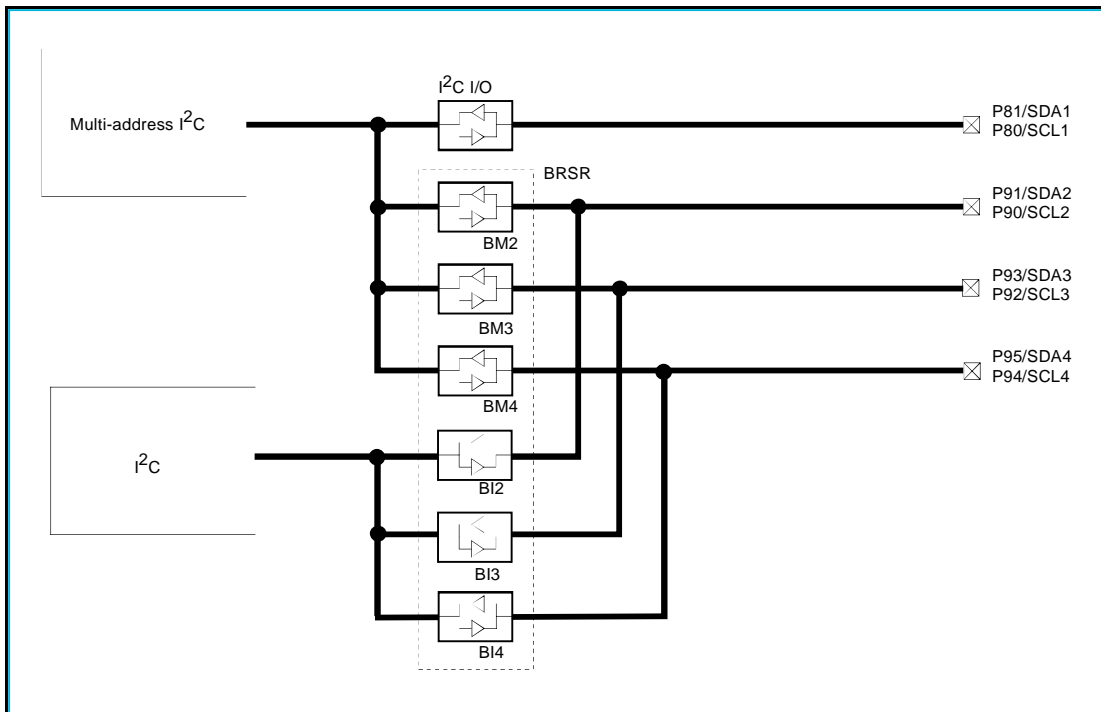 I²C I/O
Multi-address I²C
P81/SDA1
P80/SCL1
BRSR
P91/SDA2
P90/SCL2
BM2
P93/SDA3
P92/SCL3
BM3
P95/SDA4
P94/SCL4
BM4
I²C
BI2
BI3
BI4